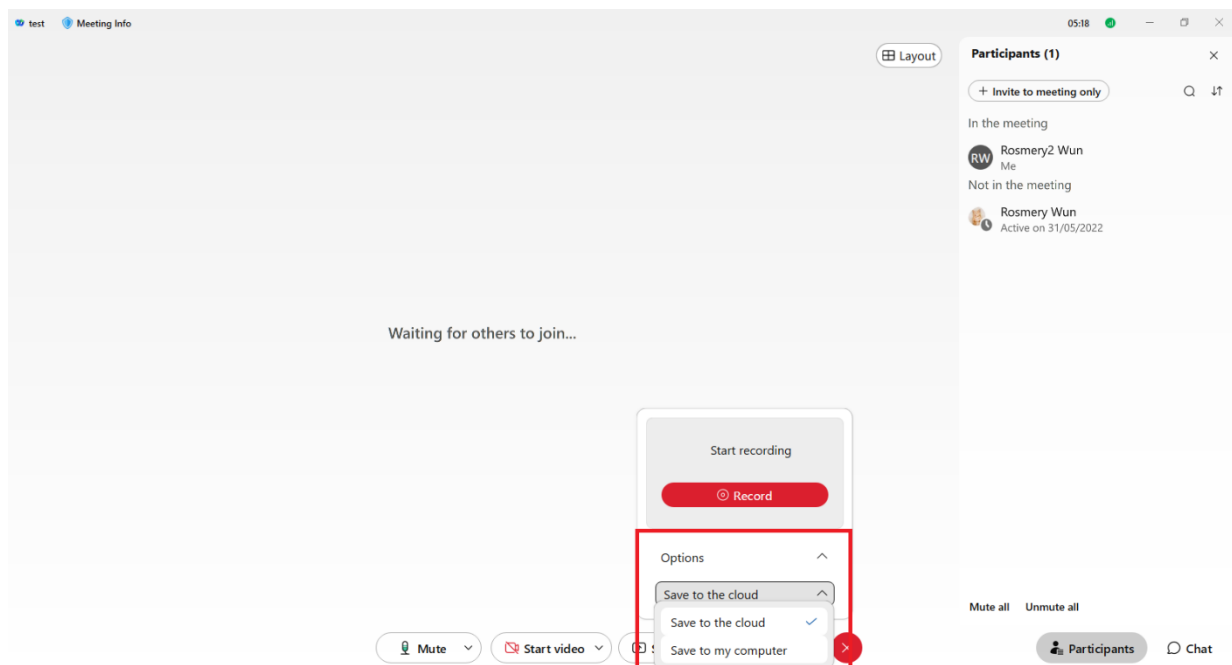 test
Meeting Info
05:18
Layout
Participants (1)
+ Invite to meeting only
In the meeting
RW
Rosmery2 Wun
Me
Not in the meeting
Rosmery Wun
Active on 31/05/2022
Waiting for others to join...
Start recording
Record
Options
Save to the cloud
Save to the cloud
Save to my computer
Mute all Unmute all
Mute
Start video
Participants
Chat